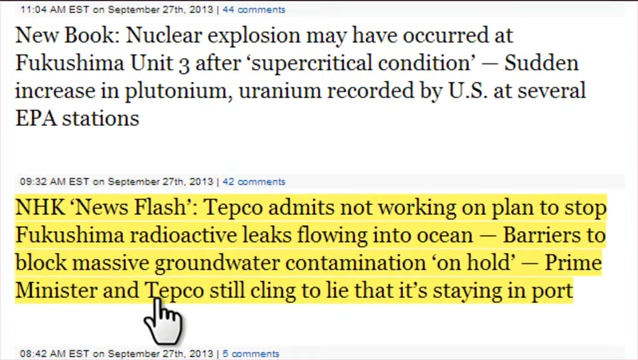 11:04 AM EST on September 27th, 2013 | 44 comments
New Book: Nuclear explosion may have occurred at
Fukushima Unit 3 after ‘supercritical condition’ — Sudden
increase in plutonium, uranium recorded by U.S. at several
EPA stations
09:32 AM EST on September 27th, 2013 | 42 comments
NHK ‘News Flash’: Tepco admits not working on plan to stop
Fukushima radioactive leaks flowing into ocean — Barriers to
block massive groundwater contamination ‘on hold’ — Prime
Minister and Tepco still cling to lie that it’s staying in port
08:42 AM EST on September 27th, 2013 | 5 comments